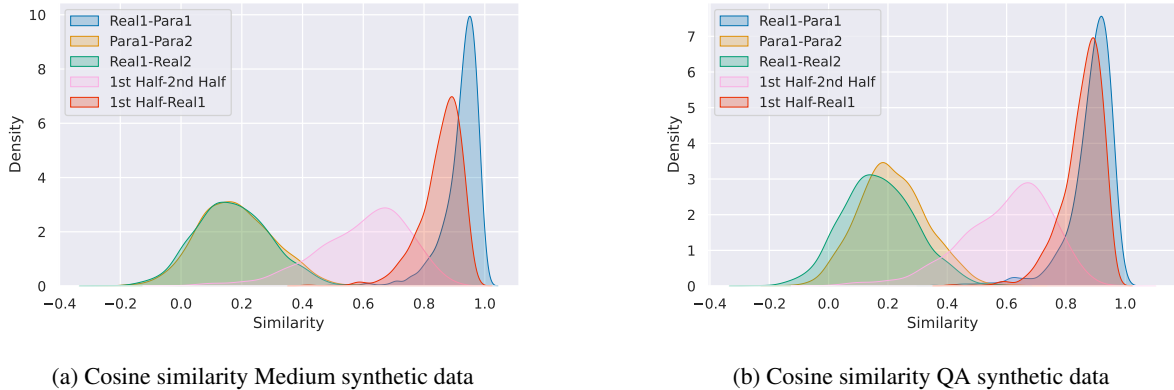 10
8
6
4
2
0
Density
Real1-Para1
Para1-Para2
Real1-Real2
1st Half-2nd Half
1st Half-Real1
−0.4 −0.2 0.0 0.2 0.4 0.6 0.8 1.0
Similarity
(a) Cosine similarity Medium synthetic data
7
6
5
4
3
2
1
0
Density
Real1-Para1
Para1-Para2
Real1-Real2
1st Half-2nd Half
1st Half-Real1
−0.4 −0.2 0.0 0.2 0.4 0.6 0.8 1.0
Similarity
(b) Cosine similarity QA synthetic data